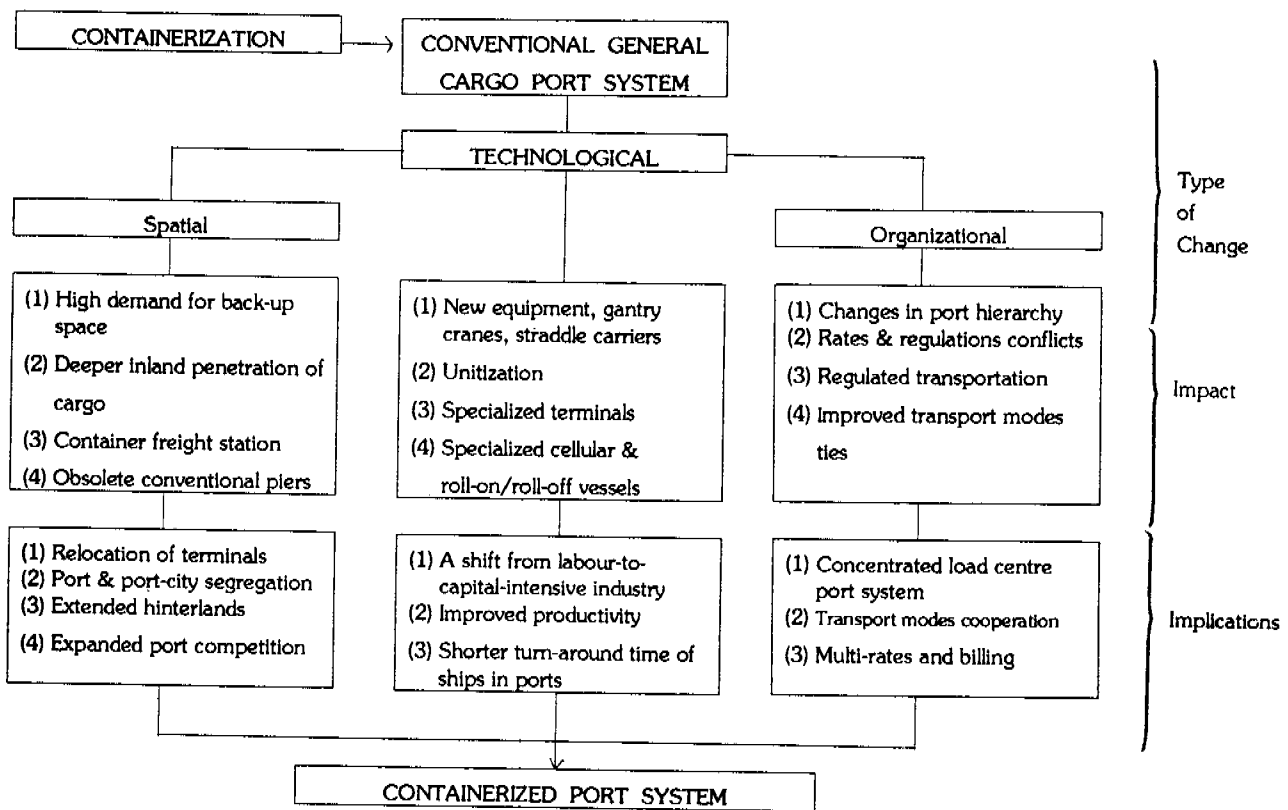 CONTAINERIZATION
CONVENTIONAL GENERAL
CARGO PORT SYSTEM
TECHNOLOGICAL
Spatial
Organizational
Type
of
Change
(1) High demand for back-up
space
(2) Deeper inland penetration of
cargo
(3) Container freight station
(4) Obsolete conventional piers
(1) New equipment, gantry
cranes, straddle carriers
(2) Unitization
(3) Specialized terminals
(4) Specialized cellular &
roll-on/roll-off vessels
(1) Changes in port hierarchy
(2) Rates & regulations conflicts
(3) Regulated transportation
(4) Improved transport modes
ties
Impact
(1) Relocation of terminals
(2) Port & port-city segregation
(3) Extended hinterlands
(4) Expanded port competition
(1) A shift from labour-to-
capital-intensive industry
(2) Improved productivity
(3) Shorter turn-around time of
ships in ports
(1) Concentrated load centre
port system
(2) Transport modes cooperation
(3) Multi-rates and billing
Implications
CONTAINERIZED PORT SYSTEM